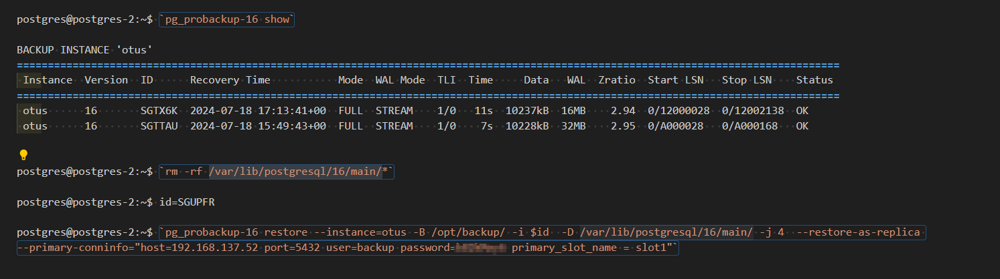 postgres@postgres-2:~$ `pg_probackup-16 show`
BACKUP INSTANCE 'otus'
====================================================================================================================================
Instance Version ID Recovery Time Mode WAL Mode TLI Time Data WAL Zratio Start LSN Stop LSN Status
====================================================================================================================================
otus 16 SGTX6K 2024-07-18 17:13:41+00 FULL STREAM 1/0 11s 10237kB 16MB 2.94 0/12000028 0/12002138 OK
otus 16 SGTTAU 2024-07-18 15:49:43+00 FULL STREAM 1/0 7s 10228kB 32MB 2.95 0/A000028 0/A000168 OK
postgres@postgres-2:~$ `rm -rf /var/lib/postgresql/16/main/*`
postgres@postgres-2:~$ id=SGUPFR
postgres@postgres-2:~$ `pg_probackup-16 restore --instance=otus -B /opt/backup/ -i $id -D /var/lib/postgresql/16/main/ -j 4 --restore-as-replica
--primary-conninfo="host=192.168.137.52 port=5432 user=backup password= primary_slot_name = slot1"`